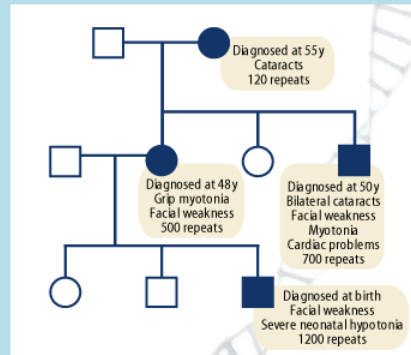 Diagnosed at 55y
Cataracts
120 repeats
Diagnosed at 48y
Grip myotonia
Facial weakness
500 repeats
Diagnosed at 50y
Bilateral cataracts
Facial weakness
Myotonia
Cardiac problems
700 repeats
Diagnosed at birth
Facial weakness
Severe neonatal hypotonia
1200 repeats